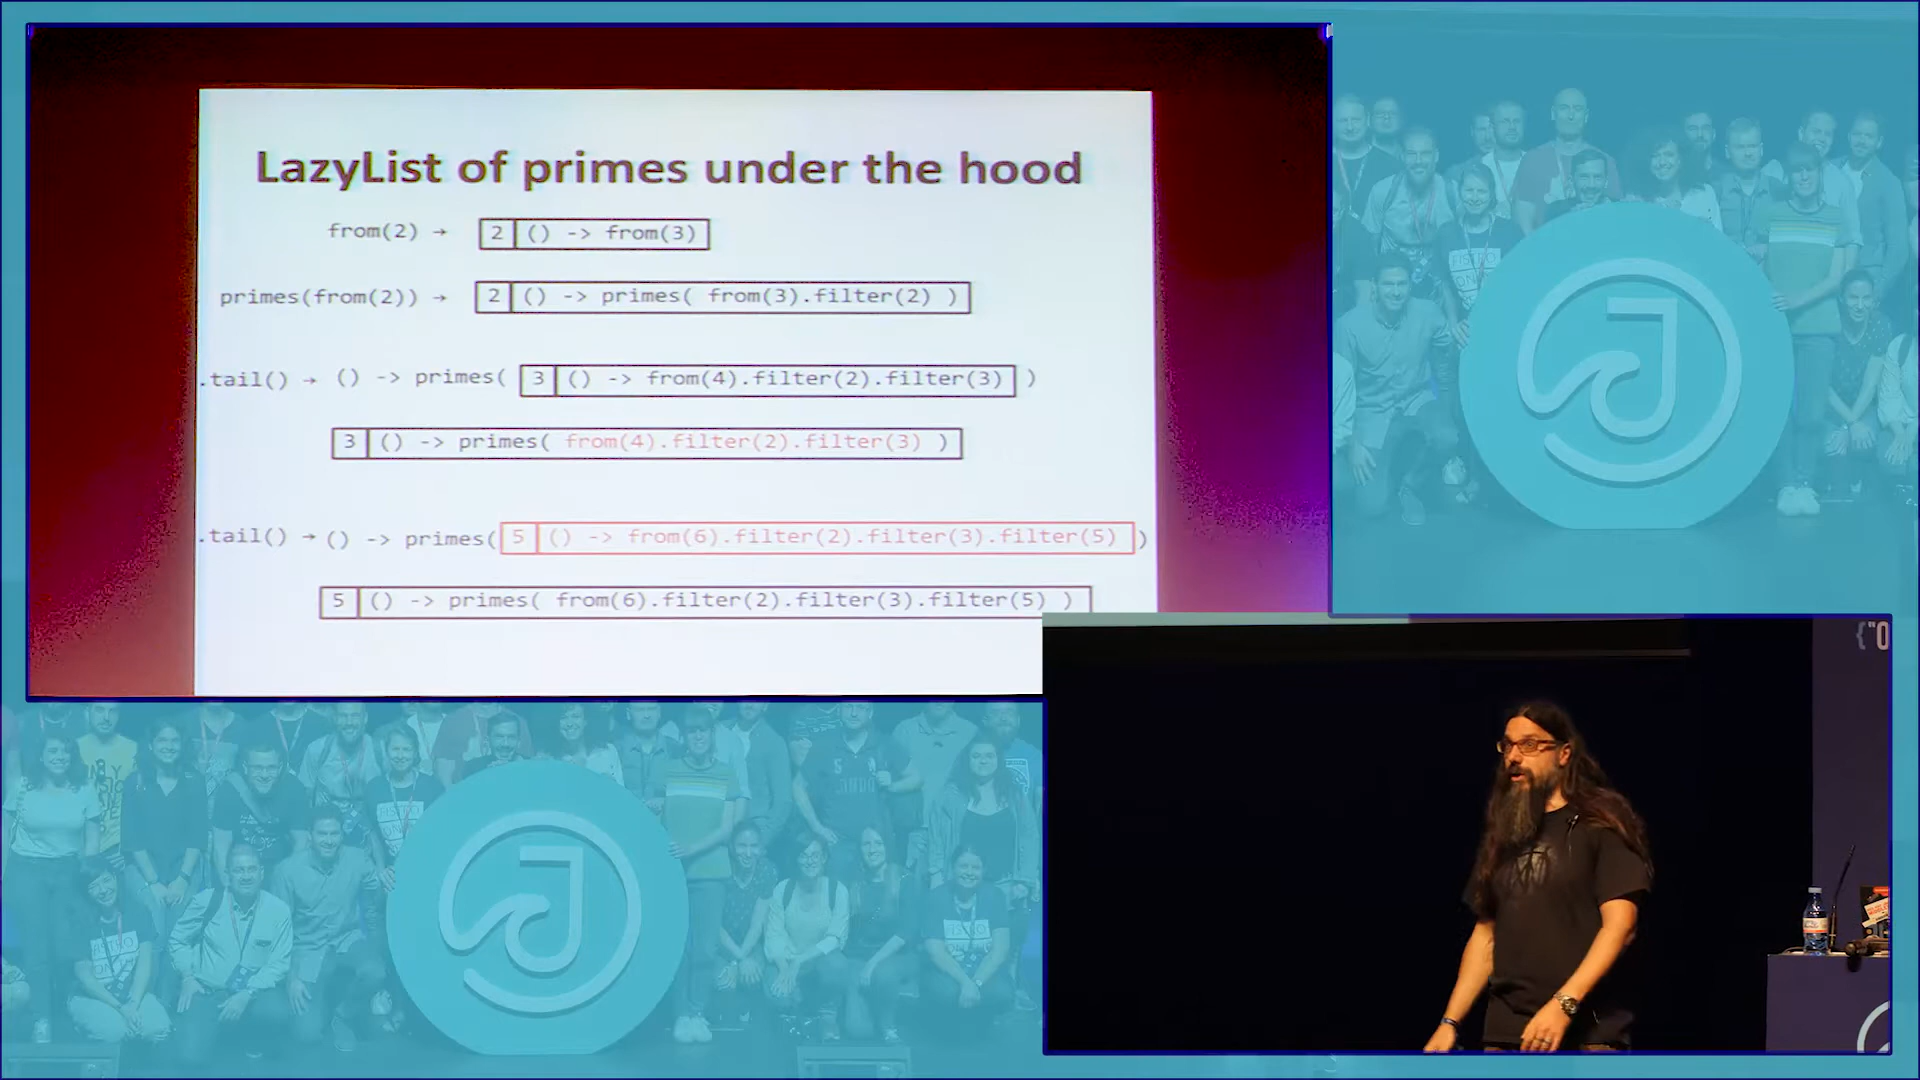 LazyList of primes under the hood
from(2) → 2 () -> from(3)
primes(from(2)) → 2 () -> primes( from(3).filter(2) )
.tail() → () -> primes( 3 () -> from(4).filter(2).filter(3) )
3 () -> primes( from(4).filter(2).filter(3) )
.tail() → () -> primes( 5 () -> from(6).filter(2).filter(3).filter(5) )
5 () -> primes( from(6).filter(2).filter(3).filter(5) )
{"0